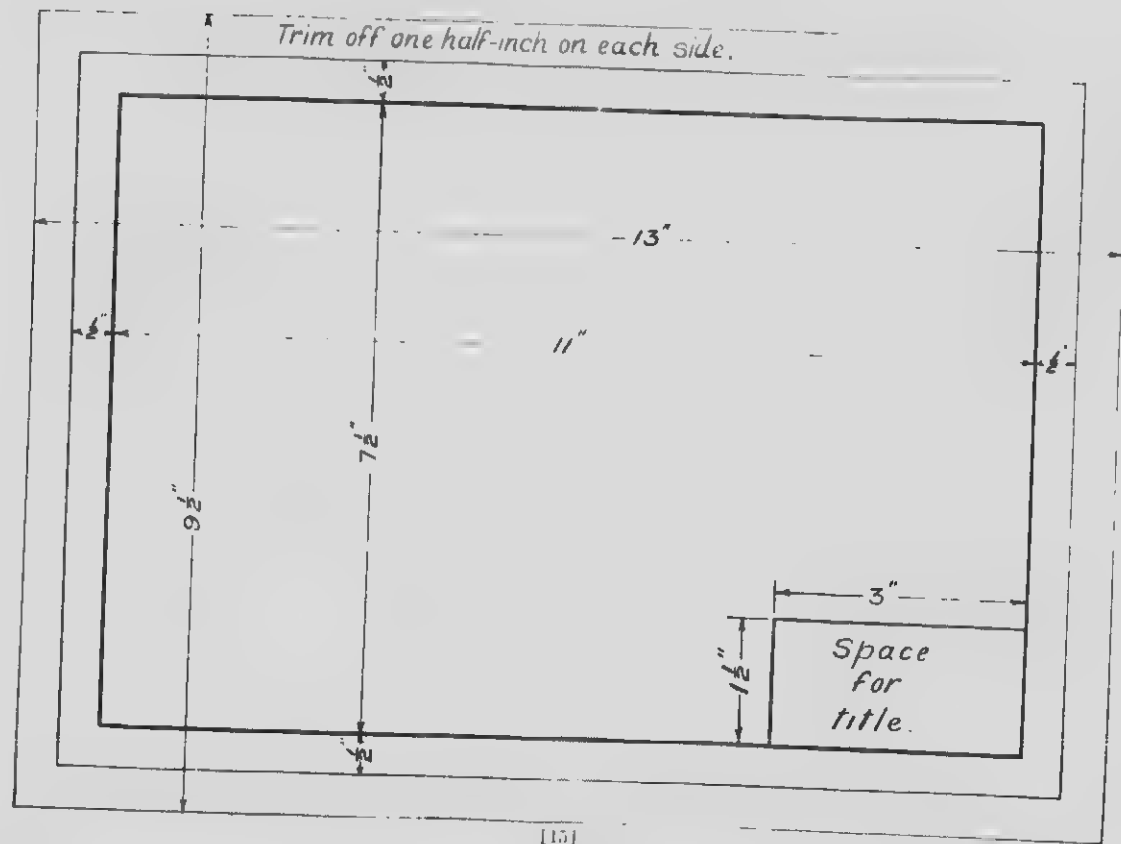 Trim off one half-inch on each side.
½"
13"
½"
11"
½"
7½"
9½"
3"
1½"
Space
for
title.
½"
[15]